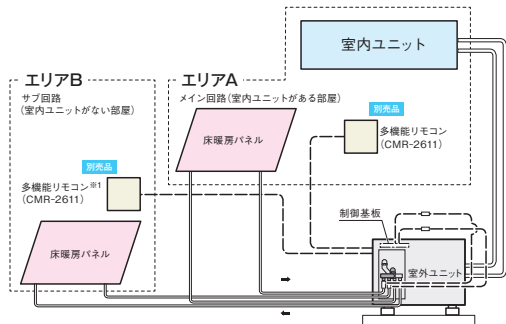 室内ユニット
エリアB
サブ回路
(室内ユニットがない部屋)
エリアA
メイン回路(室内ユニットがある部屋)
別売品
多機能リモコン
(CMR-2611)
床暖房パネル
別売品
多機能リモコン※1
(CMR-2611)
床暖房パネル
制御基板
室外ユニット